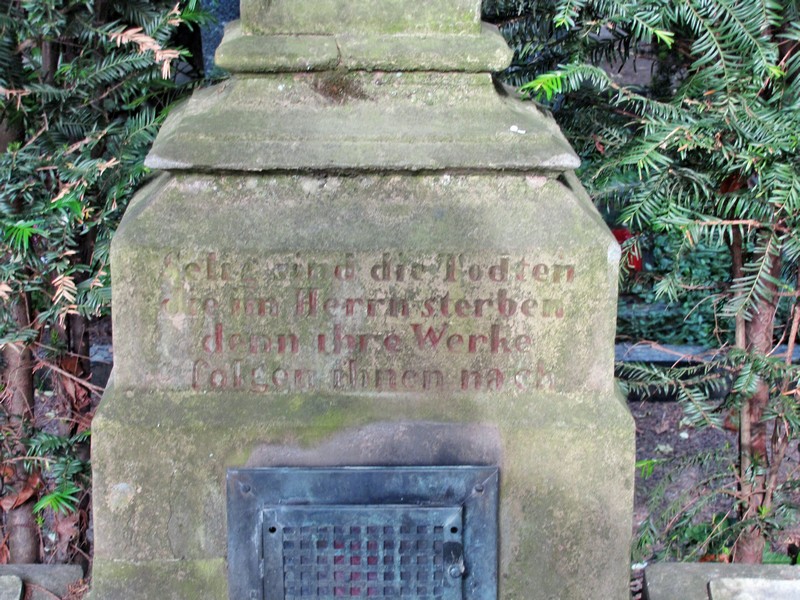 Selig sind die Todten
die im Herrn sterben
denn ihre Werke
folgen ihnen nach